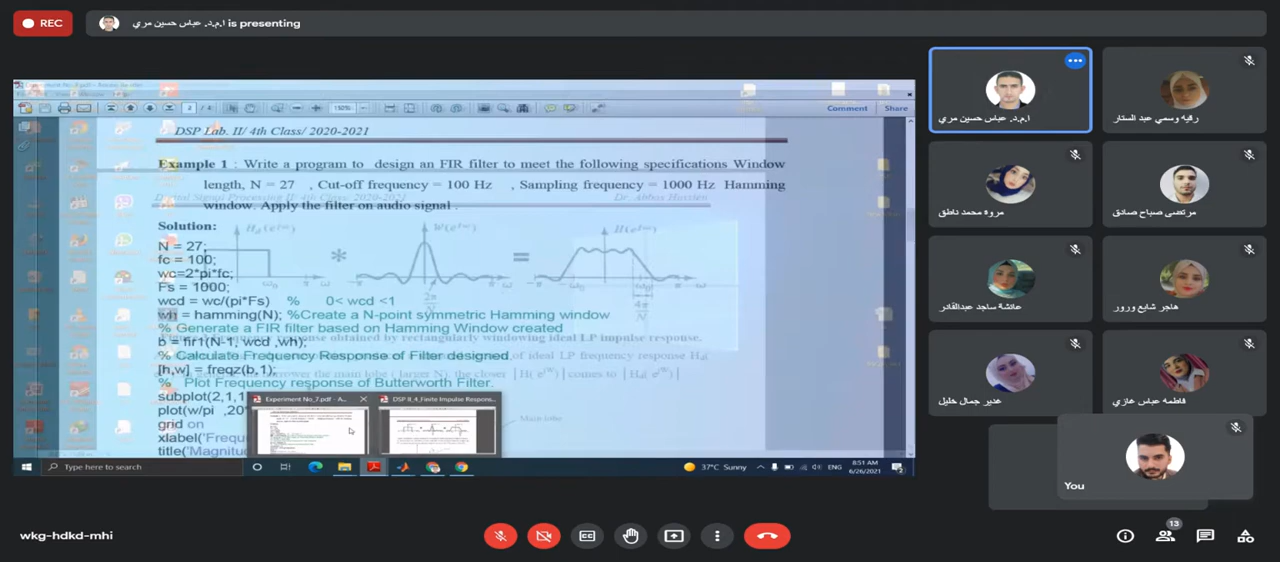 REC
ا.م.د. عباس حسين مري is presenting
Comment
Share
DSP Lab. II/ 4th Class/ 2020-2021
Example 1 : Write a program to design an FIR filter to meet the following specifications Window
length, N = 27 , Cut-off frequency = 100 Hz , Sampling frequency = 1000 Hz Hamming
window. Apply the filter on audio signal .
Solution:
N = 27;
fc = 100;
wc=2*pi*fc;
Fs = 1000;
wcd = wc/(pi*Fs) % 0< wcd <1
wh = hamming(N); %Create a N-point symmetric Hamming window
% Generate a FIR filter based on Hamming Window created
b = fir1(N-1, wcd ,wh);
% Calculate Frequency Response of Filter designed.
[h,w] = freqz(b,1);
% Plot Frequency response of Butterworth Filter.
subplot(2,1,1
plot(w/pi ,20*
grid on
xlabel('Freque
title('Magnitu
Experiment No_7.pdf - A...
DSP II_4_Finite Impulse Respons...
Main lobe
Type here to search
37°C Sunny
ENG
8:51 AM
6/26/2021
ا.م.د. عباس حسين مري
رقيه وسمي عبد الستار
مروه محمد ناطق
مرتضى صباح صادق
عائشة ساجد عبدالقادر
هاجر شايع ورور
غدير جمال خليل
فاطمه عباس غازي
You
wkg-hdkd-mhi
13